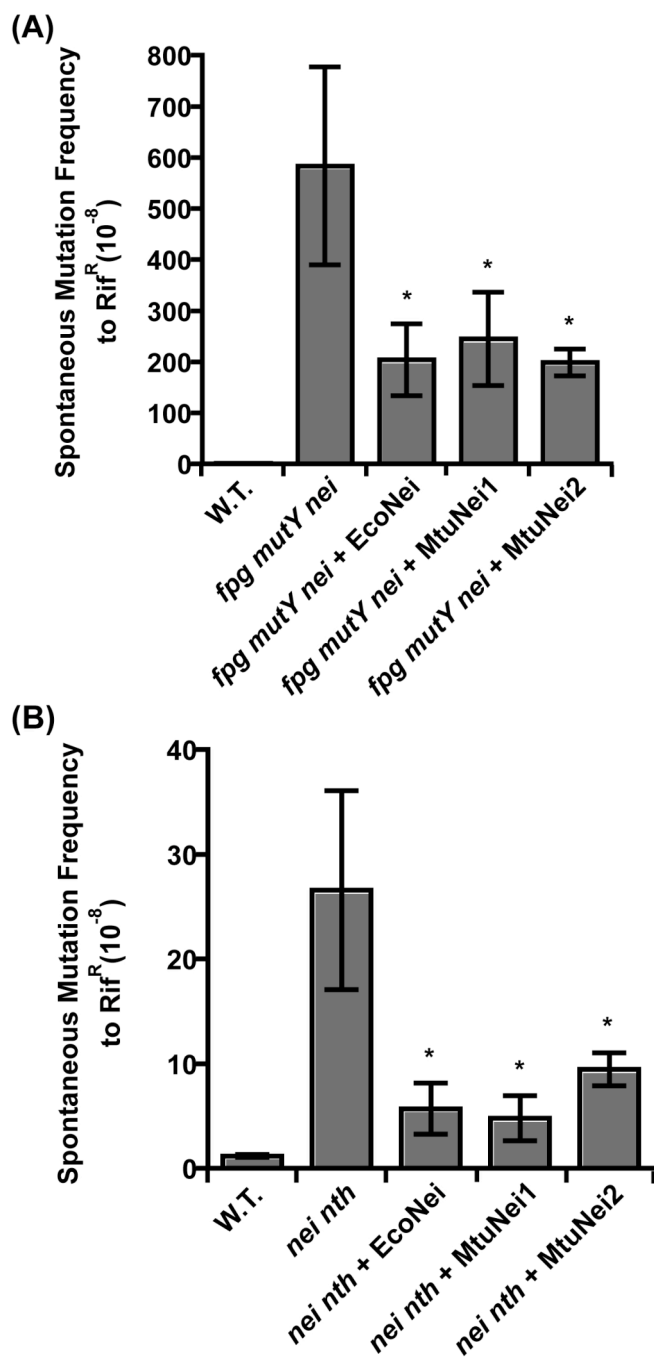 (A)
Spontaneous Mutation Frequency
to Rif^R (10^-8)
800
700
600
500
400
300
200
100
0
*
*
*
W.T.
fpg mutY nei
fpg mutY nei + EcoNei
fpg mutY nei + MtuNei1
fpg mutY nei + MtuNei2
(B)
Spontaneous Mutation Frequency
to Rif^R (10^-8)
40
30
20
10
0
*
*
*
W.T.
nei nth
nei nth + EcoNei
nei nth + MtuNei1
nei nth + MtuNei2